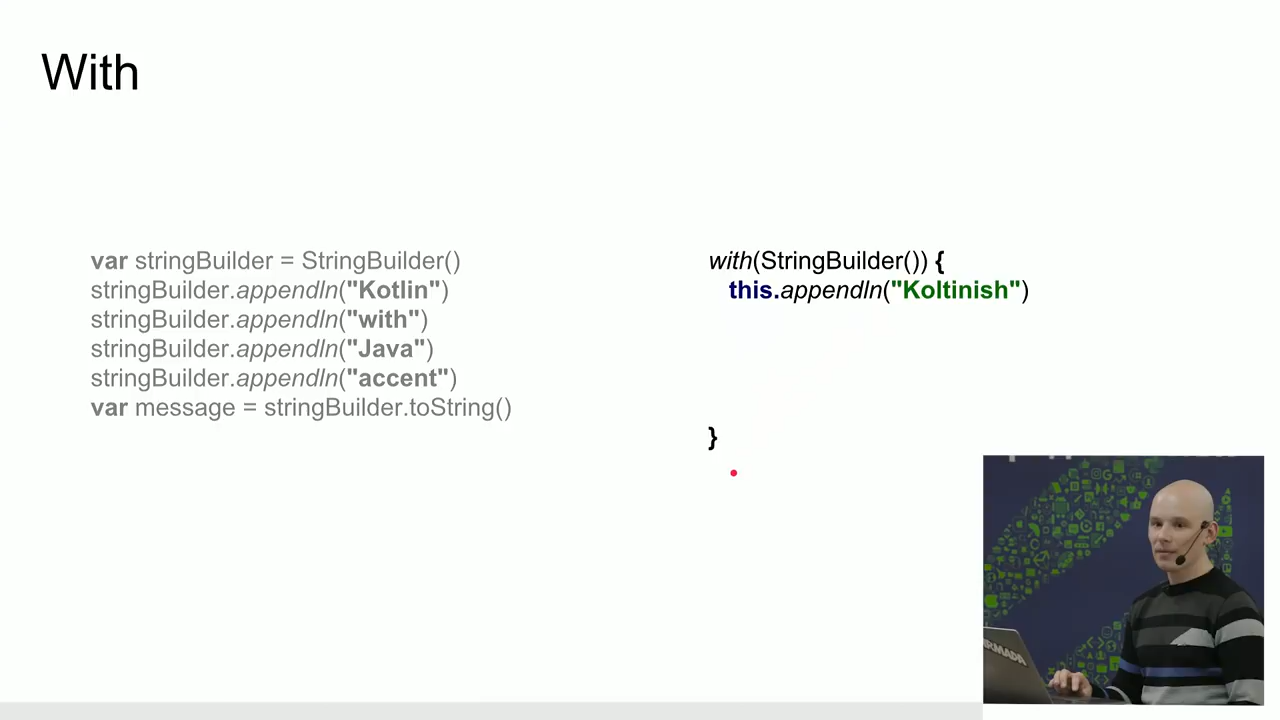 With
var stringBuilder = StringBuilder()
stringBuilder.appendln("Kotlin")
stringBuilder.appendln("with")
stringBuilder.appendln("Java")
stringBuilder.appendln("accent")
var message = stringBuilder.toString()
with(StringBuilder()) {
this.appendln("Koltinish")
}